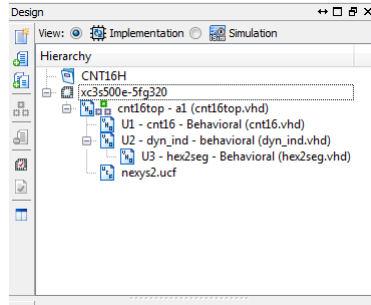 Design
View: Implementation Simulation
Hierarchy
CNT16H
xc3s500e-5fg320
cnt16top - a1 (cnt16top.vhd)
U1 - cnt16 - Behavioral (cnt16.vhd)
U2 - dyn_ind - behavioral (dyn_ind.vhd)
U3 - hex2seg - Behavioral (hex2seg.vhd)
nexys2.ucf